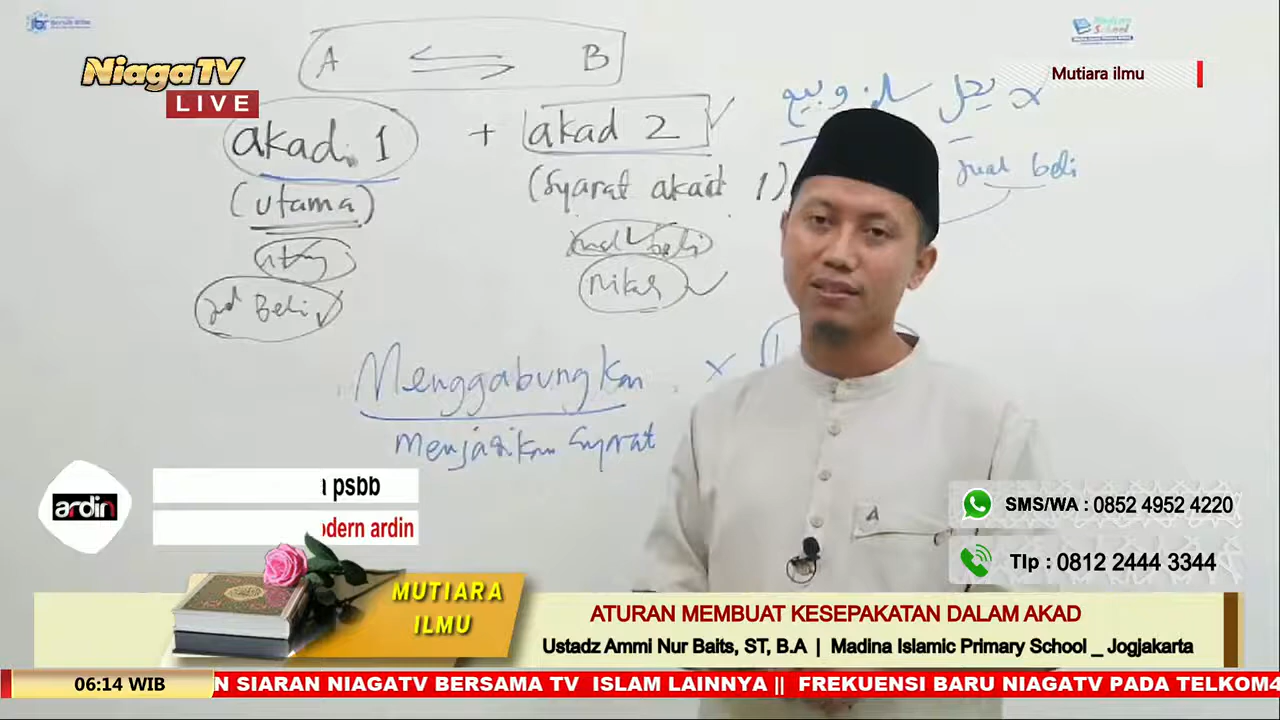 A B
NiagaTV
LIVE
Mutiara ilmu
akad 1 + akad 2
(utama) (Syarat akad 1)
jual beli
jual beli
Nikah
Beli
Menggabungkan x
Menjadikan Syarat
ardin
psbb
odern ardin
SMS/WA : 0852 4952 4220
Tlp : 0812 2444 3344
MUTIARA
ILMU
ATURAN MEMBUAT KESEPAKATAN DALAM AKAD
Ustadz Ammi Nur Baits, ST, B.A | Madina Islamic Primary School _ Jogjakarta
06:14 WIB
N SIARAN NIAGATV BERSAMA TV ISLAM LAINNYA || FREKUENSI BARU NIAGATV PADA TELKOM4